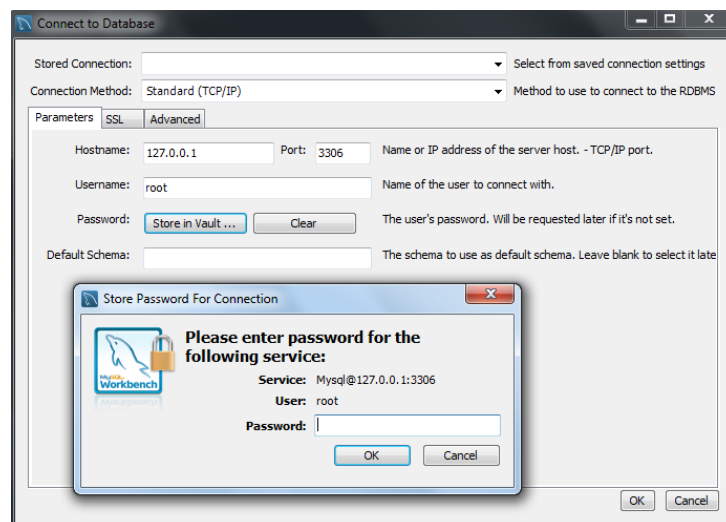 Connect to Database
Stored Connection: Select from saved connection settings
Connection Method: Standard (TCP/IP) Method to use to connect to the RDBMS
Parameters SSL Advanced
Hostname: 127.0.0.1 Port: 3306 Name or IP address of the server host. - TCP/IP port.
Username: root Name of the user to connect with.
Password: Store in Vault ... Clear The user's password. Will be requested later if it's not set.
Default Schema: The schema to use as default schema. Leave blank to select it late
Store Password For Connection
Please enter password for the
following service:
Service: Mysql@127.0.0.1:3306
User: root
Password:
MySQL
Workbench
OK Cancel
OK Cancel